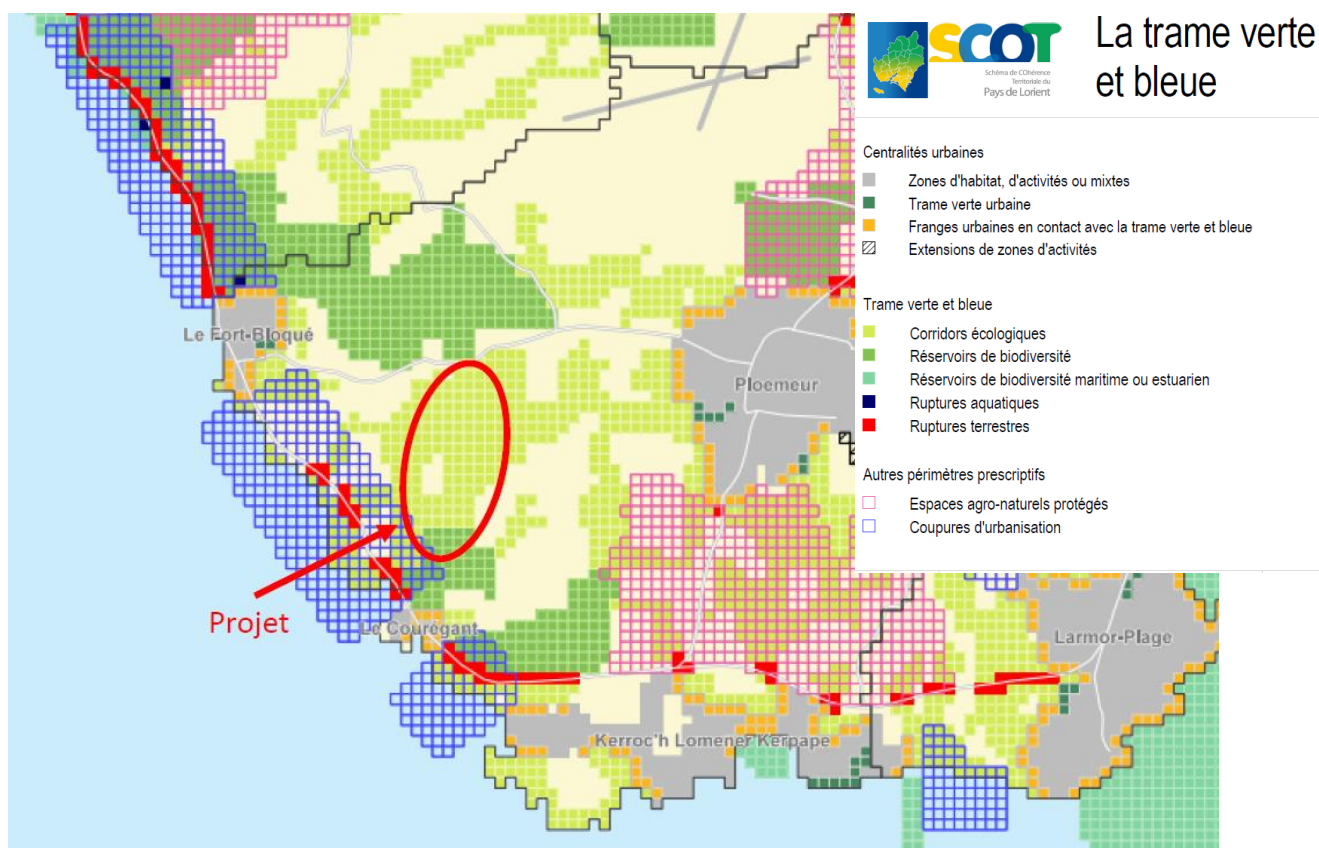 SCOT
Schéma de COhérence
Territoriale du
Pays de Lorient
La trame verte
et bleue
Centralités urbaines
Zones d'habitat, d'activités ou mixtes
Trame verte urbaine
Franges urbaines en contact avec la trame verte et bleue
Extensions de zones d'activités
Trame verte et bleue
Corridors écologiques
Réservoirs de biodiversité
Réservoirs de biodiversité maritime ou estuarien
Ruptures aquatiques
Ruptures terrestres
Autres périmètres prescriptifs
Espaces agro-naturels protégés
Coupures d'urbanisation
Le Fort-Bloqué
Ploemeur
Projet
Le Courégant
Larmor-Plage
Kerroc'h Lomener Kerpape